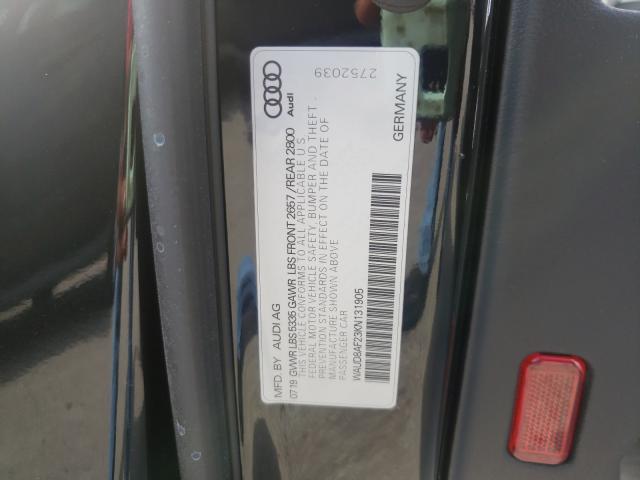 MFD. BY AUDI AG
07 19 GVWR LBS 5335 GAWR LBS FRONT 2657 / REAR 2800
THIS VEHICLE CONFORMS TO ALL APPLICABLE U.S.
FEDERAL MOTOR VEHICLE SAFETY, BUMPER AND THEFT
PREVENTION STANDARDS IN EFFECT ON THE DATE OF
MANUFACTURE SHOWN ABOVE
PASSENGER CAR
WAUD8AF23KN131905
Audi
GERMANY
2752039